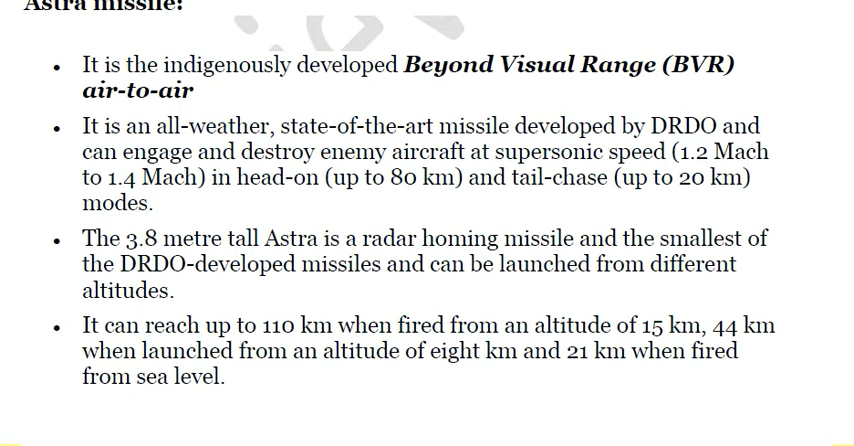 Astra missile:
• It is the indigenously developed Beyond Visual Range (BVR)
air-to-air
• It is an all-weather, state-of-the-art missile developed by DRDO and
can engage and destroy enemy aircraft at supersonic speed (1.2 Mach
to 1.4 Mach) in head-on (up to 80 km) and tail-chase (up to 20 km)
modes.
• The 3.8 metre tall Astra is a radar homing missile and the smallest of
the DRDO-developed missiles and can be launched from different
altitudes.
• It can reach up to 110 km when fired from an altitude of 15 km, 44 km
when launched from an altitude of eight km and 21 km when fired
from sea level.